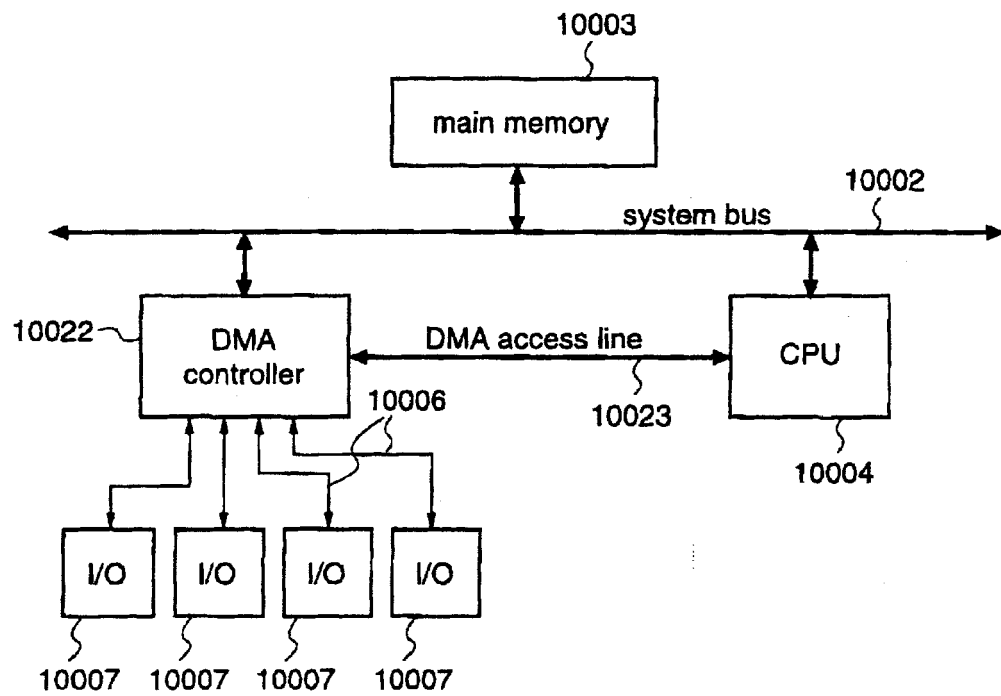 10003
main memory
10002
system bus
10022
DMA
controller
DMA access line
CPU
10006
10023
10004
I/O
I/O
I/O
I/O
10007
10007
10007
10007